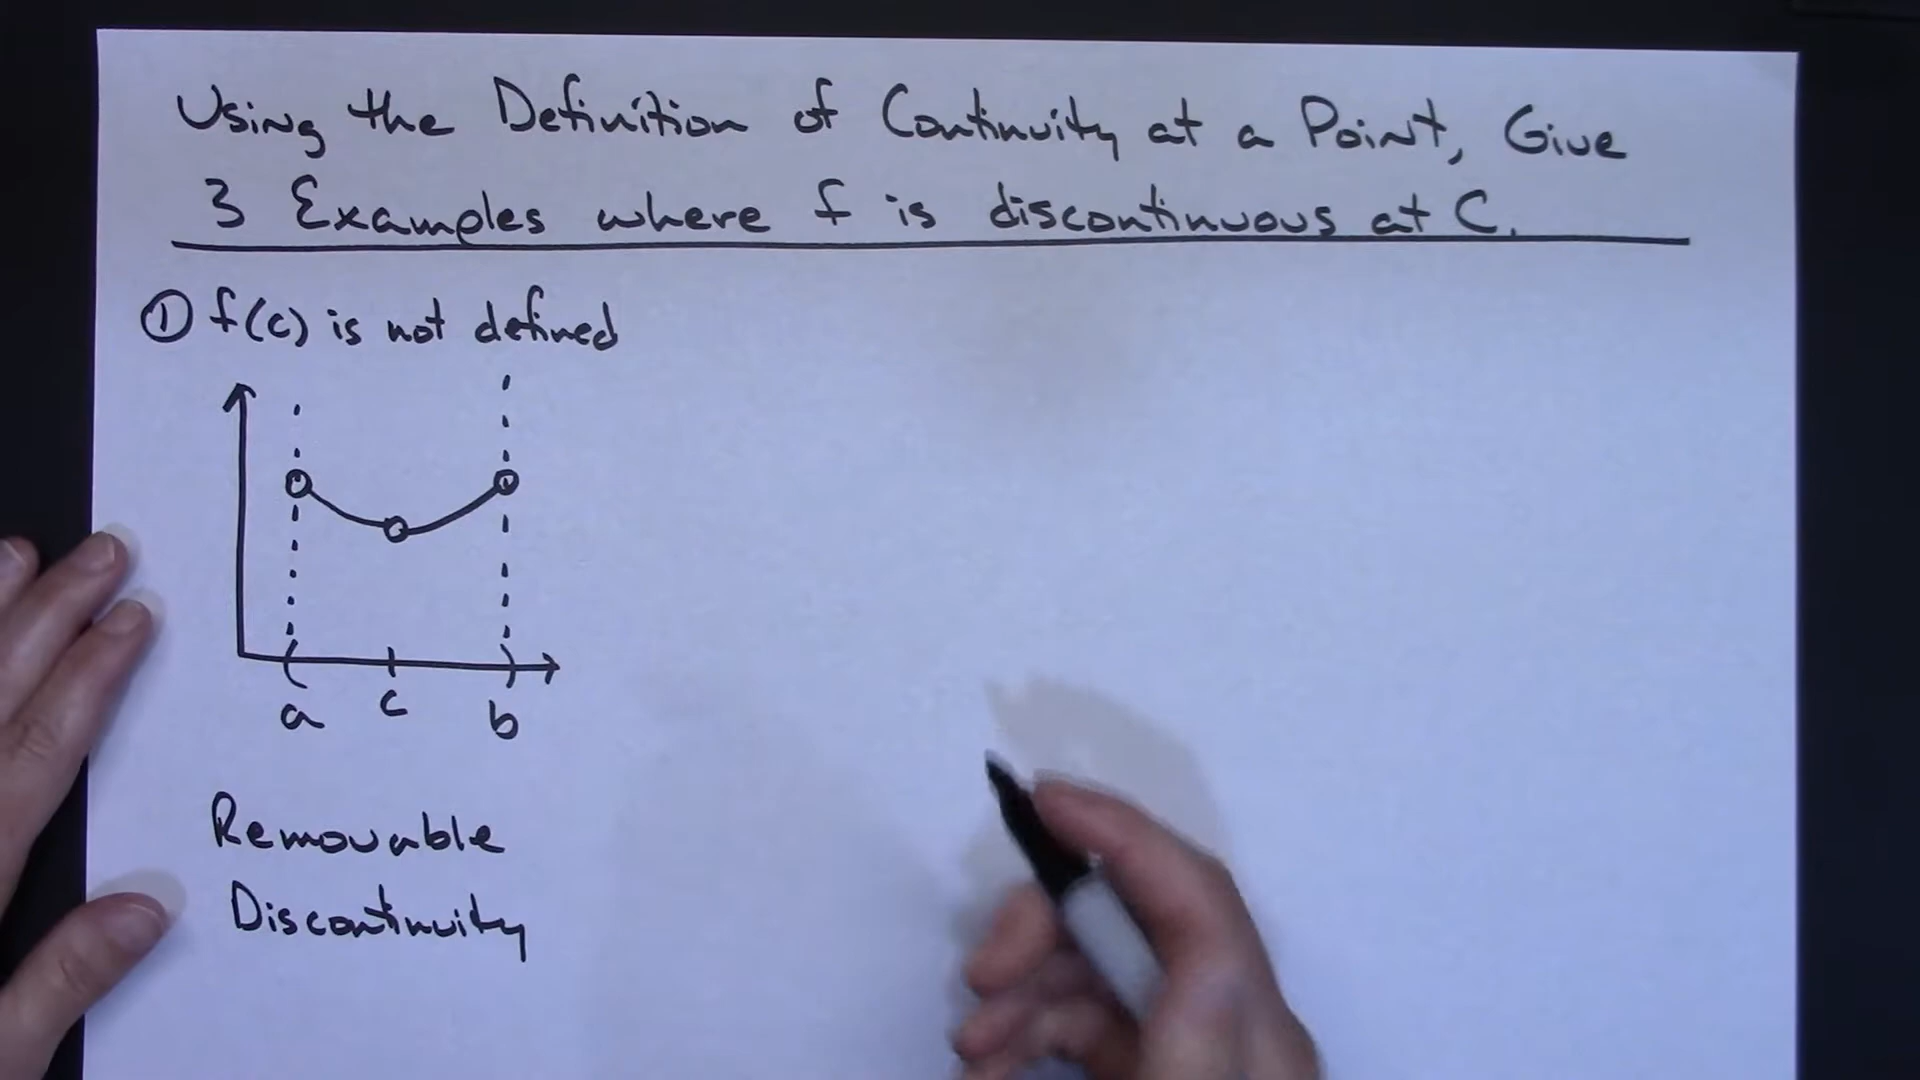 Using the Definition of Continuity at a Point, Give
3 Examples where f is discontinuous at C.
① f(c) is not defined
a c b
Removable
Discontinuity